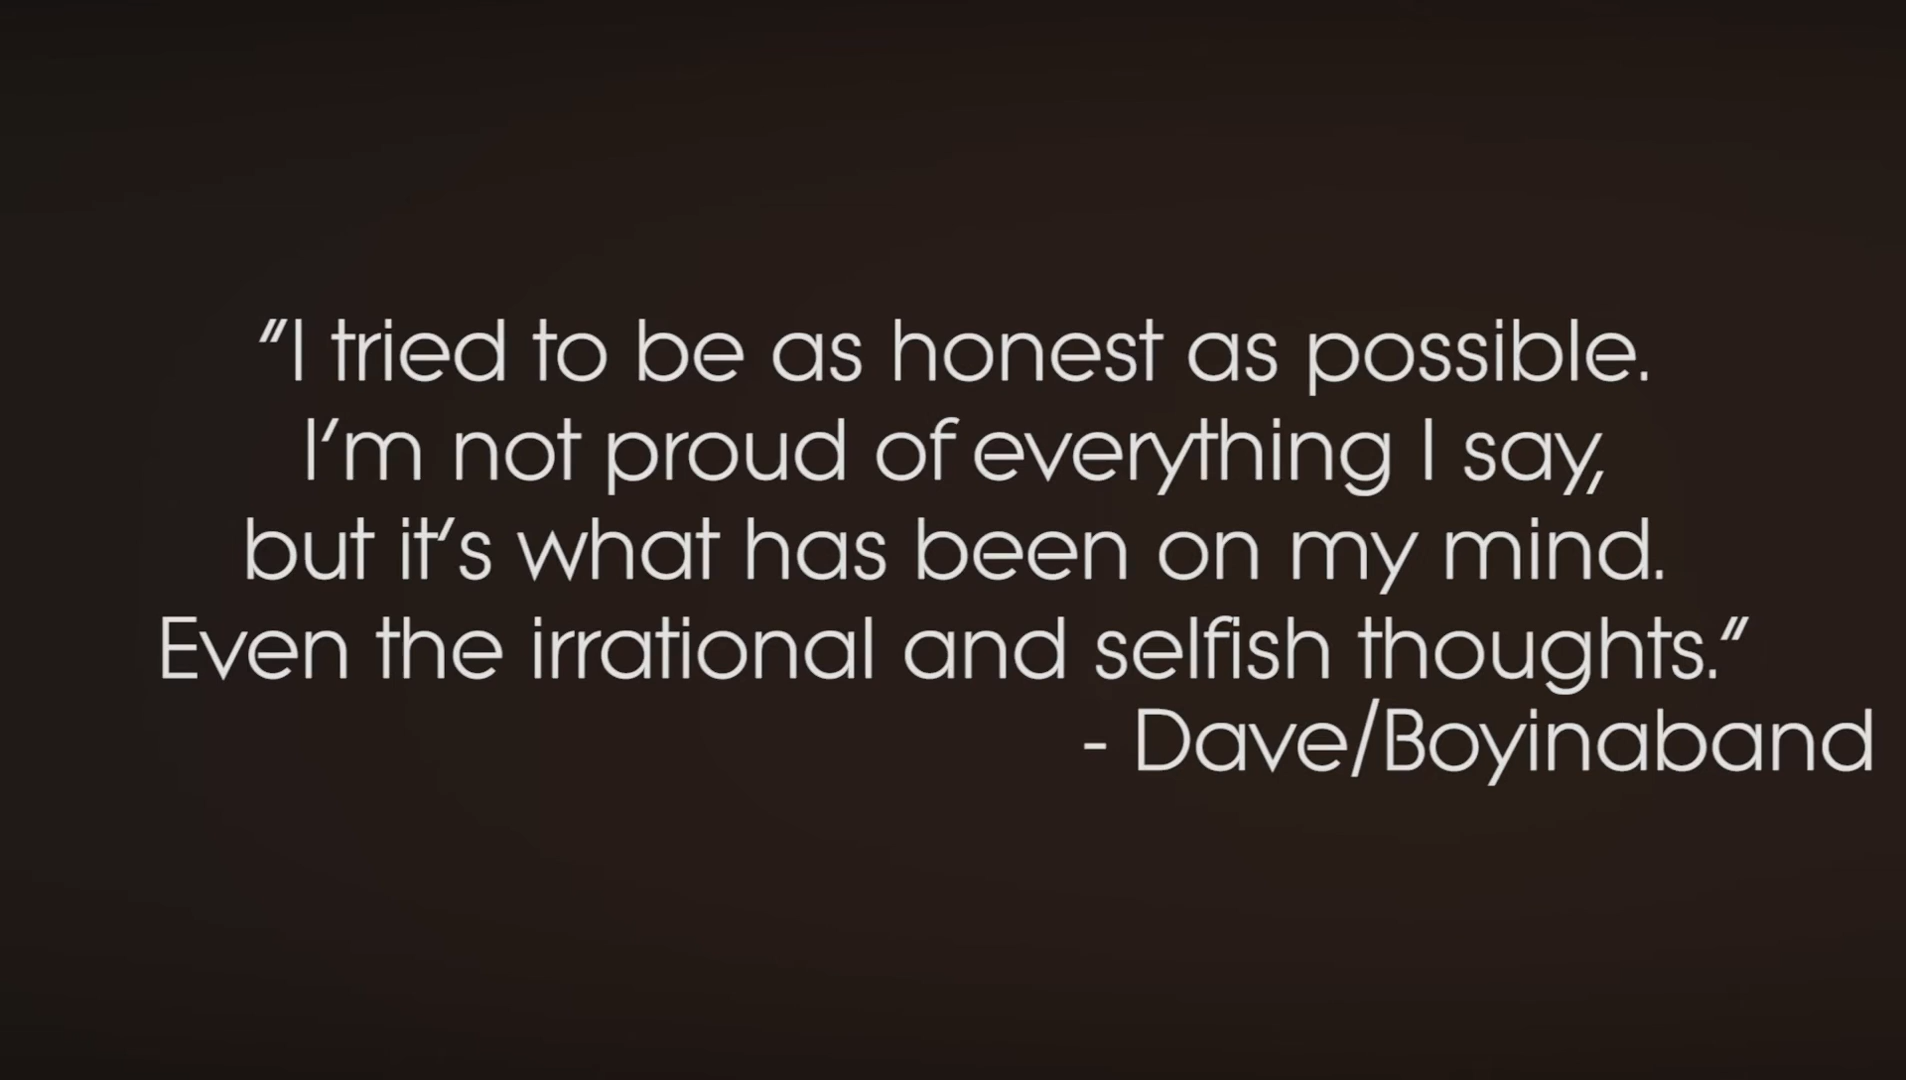 “I tried to be as honest as possible.
I’m not proud of everything I say,
but it’s what has been on my mind.
Even the irrational and selfish thoughts.”
- Dave/Boyinaband